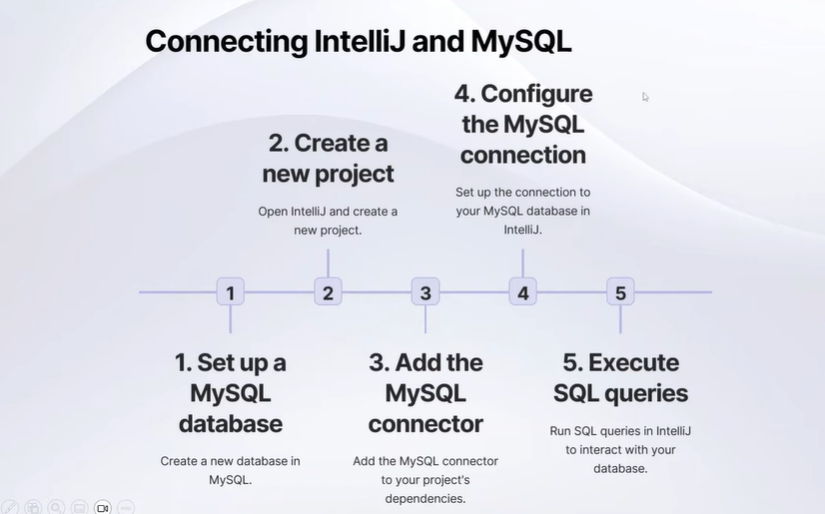 Connecting IntelliJ and MySQL
1. Set up a
MySQL
database
Create a new database in
MySQL.
2. Create a
new project
Open IntelliJ and create a
new project.
3. Add the
MySQL
connector
Add the MySQL connector
to your project's
dependencies.
4. Configure
the MySQL
connection
Set up the connection to
your MySQL database in
IntelliJ.
5. Execute
SQL queries
Run SQL queries in IntelliJ
to interact with your
database.
1
2
3
4
5